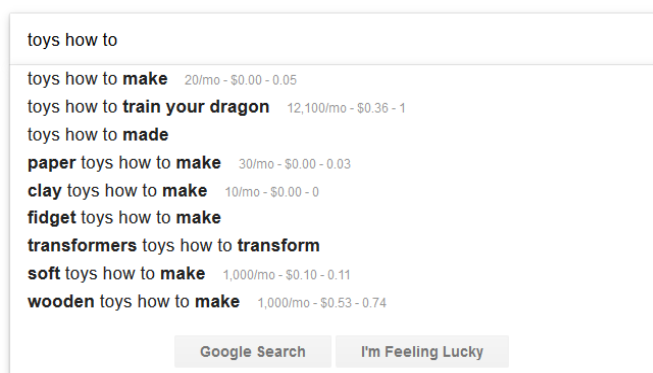 toys how to
toys how to make 20/mo - $0.00 - 0.05
toys how to train your dragon 12,100/mo - $0.36 - 1
toys how to made
paper toys how to make 30/mo - $0.00 - 0.03
clay toys how to make 10/mo - $0.00 - 0
fidget toys how to make
transformers toys how to transform
soft toys how to make 1,000/mo - $0.10 - 0.11
wooden toys how to make 1,000/mo - $0.53 - 0.74
Google Search I'm Feeling Lucky